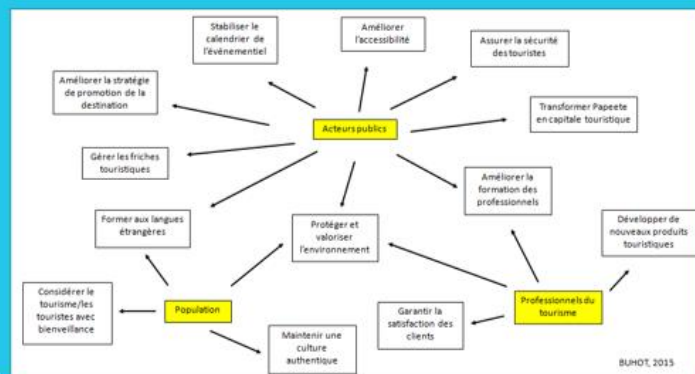 Stabiliser le
calendrier de
l'événementiel
Améliorer
l'accessibilité
Assurer la sécurité
des touristes
Améliorer la stratégie
de promotion de la
destination
Acteurs publics
Transformer Papeete
en capitale touristique
Gérer les friches
touristiques
Améliorer la
formation des
professionnels
Former aux langues
étrangères
Protéger et
valoriser
l'environnement
Développer de
nouveaux produits
touristiques
Considérer le
tourisme/les
touristes avec
bienveillance
Population
Garantir la
satisfaction des
clients
Professionnels du
tourisme
Maintenir une
culture
authentique
BUHOT, 2015